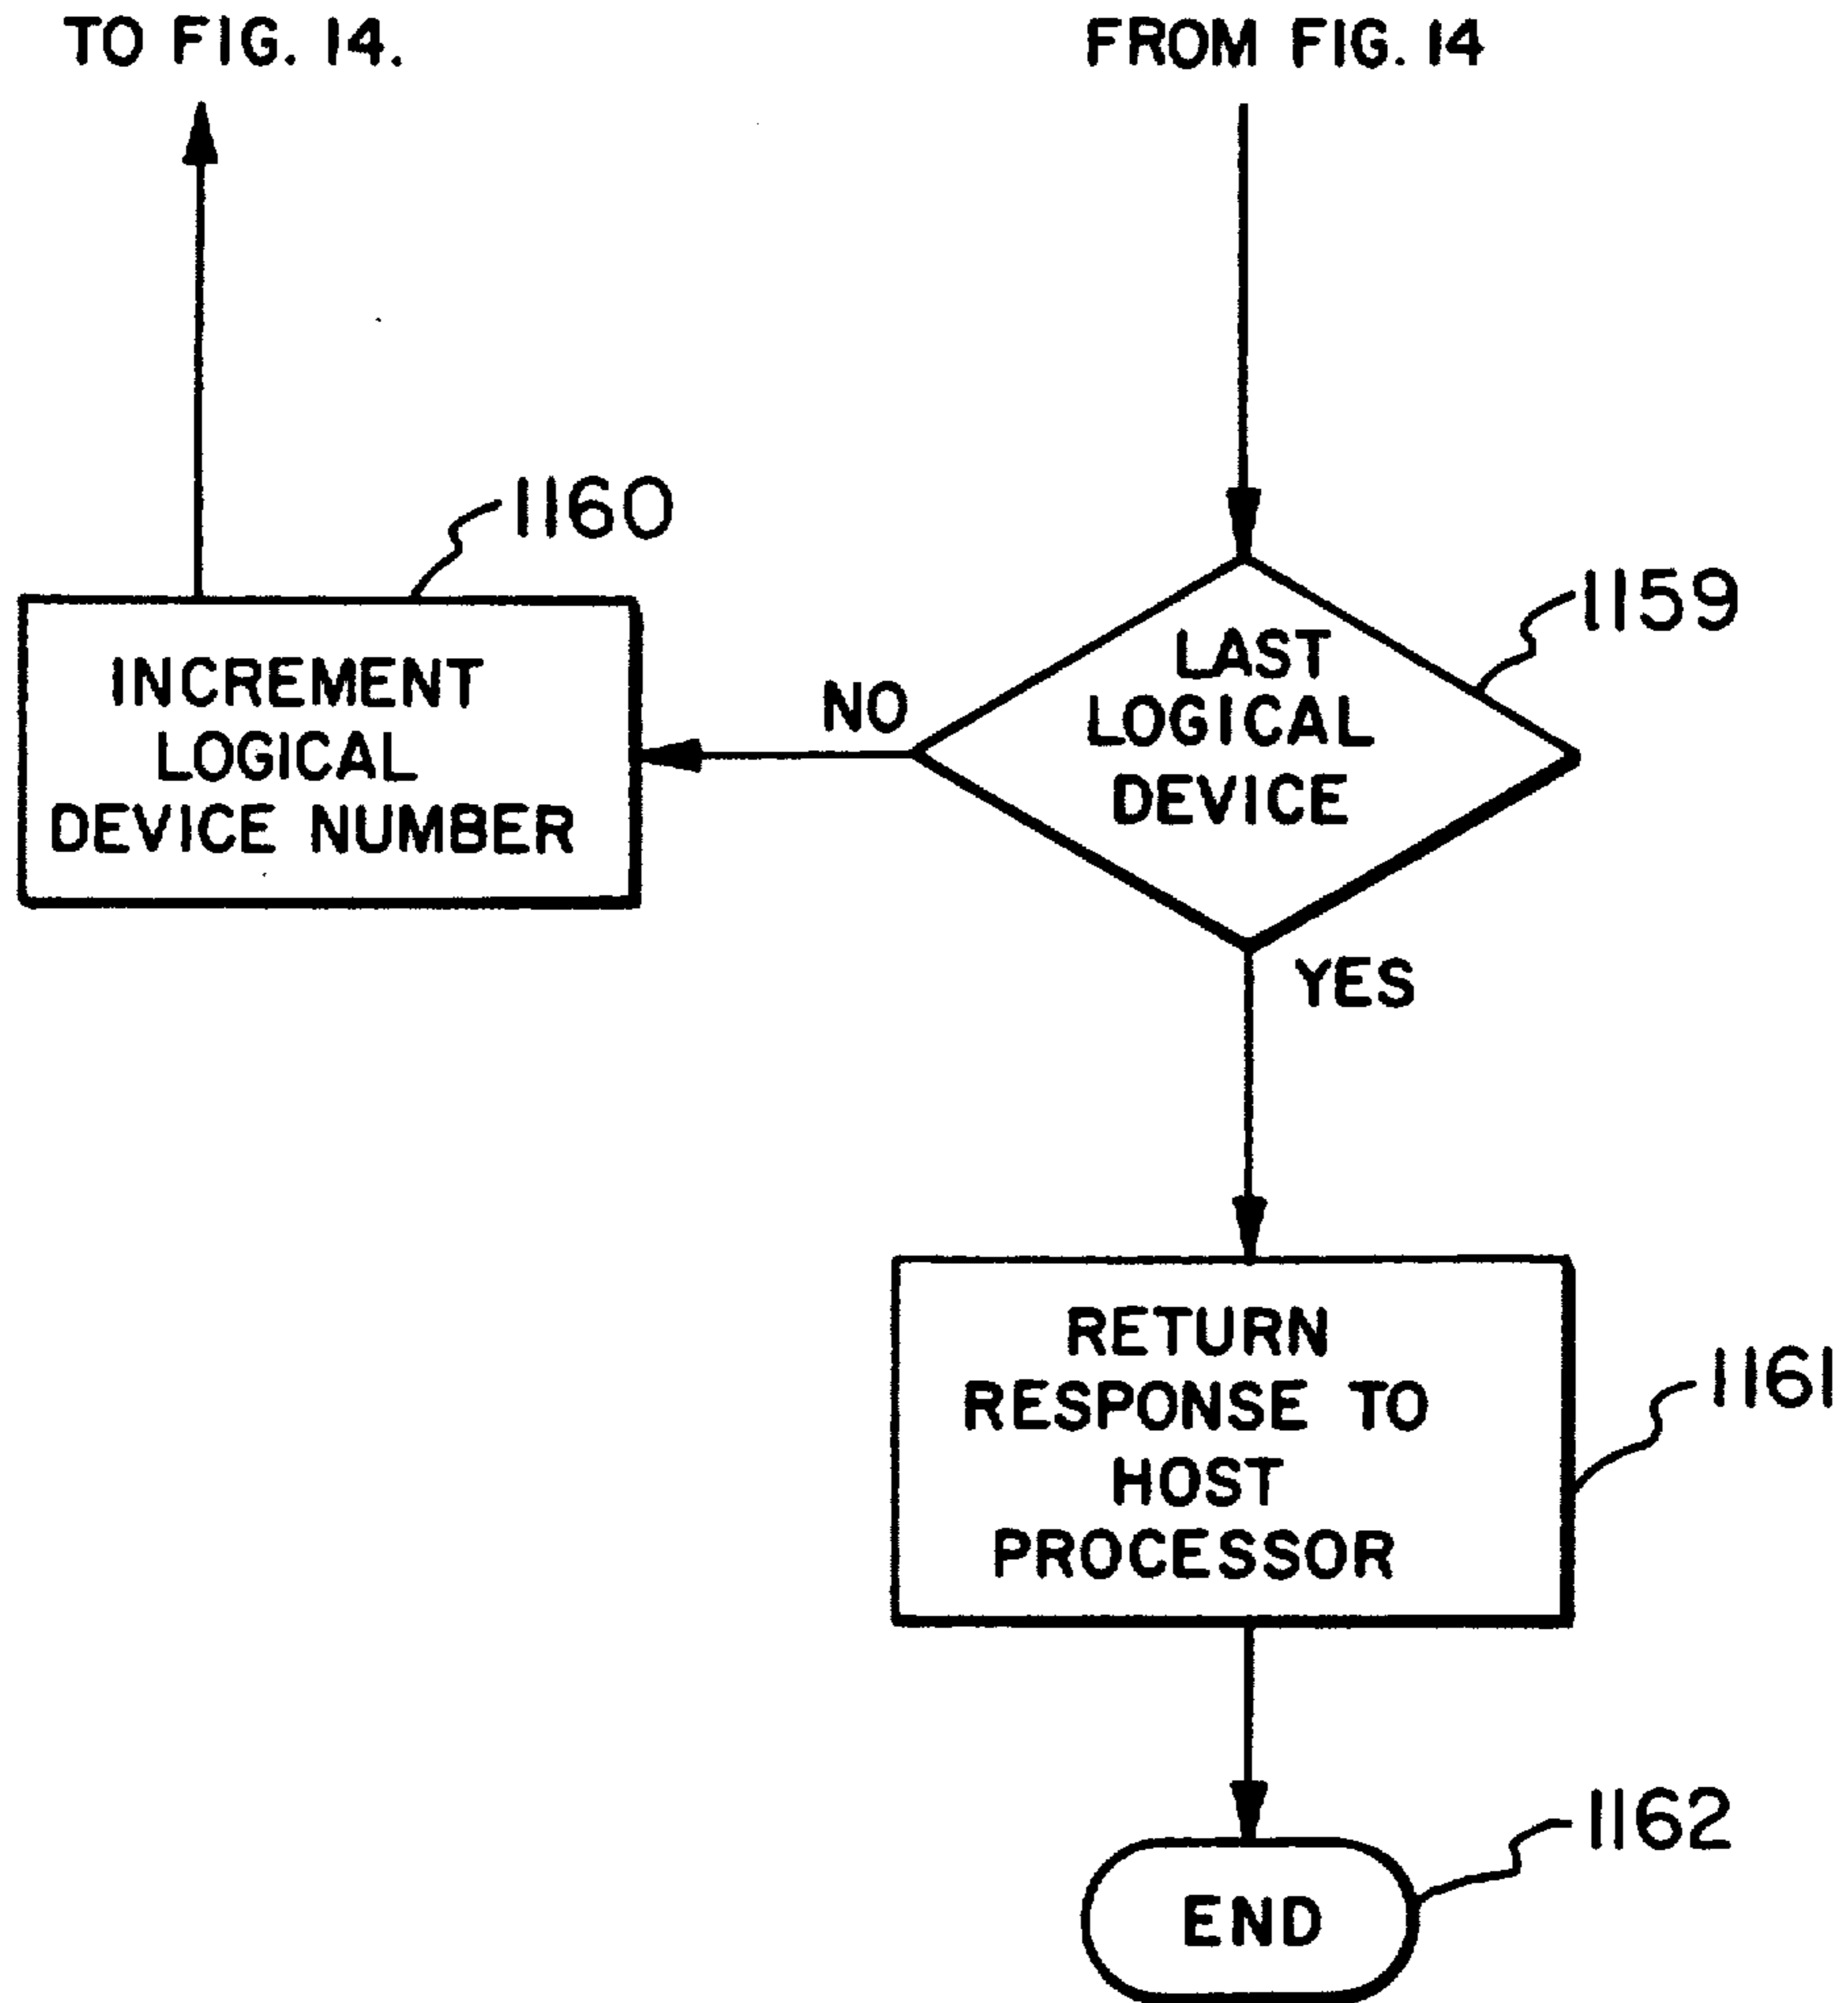 TO FIG. 14.
FROM FIG. 14
1160
1159
INCREMENT
LOGICAL
DEVICE NUMBER
NO
LAST
LOGICAL
DEVICE
YES
RETURN
RESPONSE TO
HOST
PROCESSOR
1161
1162
END